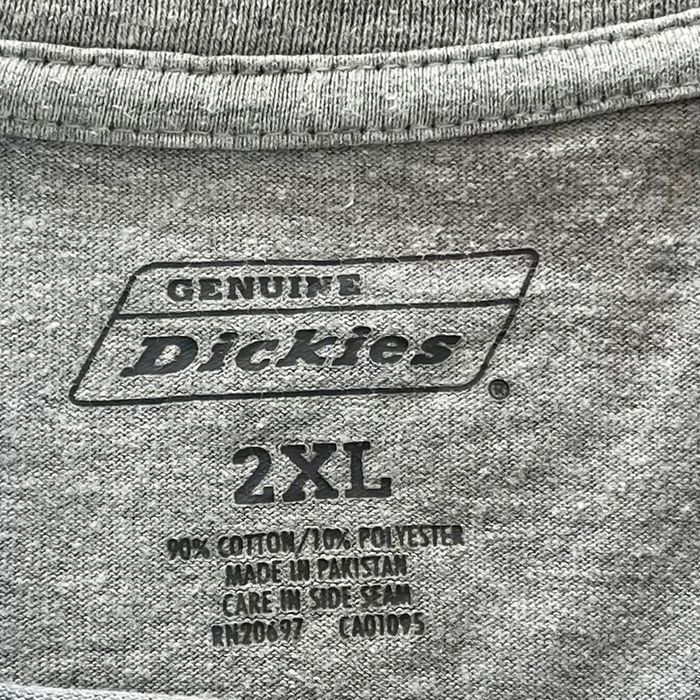 GENUINE
Dickies®
2XL
90% COTTON/10% POLYESTER
MADE IN PAKISTAN
CARE IN SIDE SEAM
RN20697 CA01095